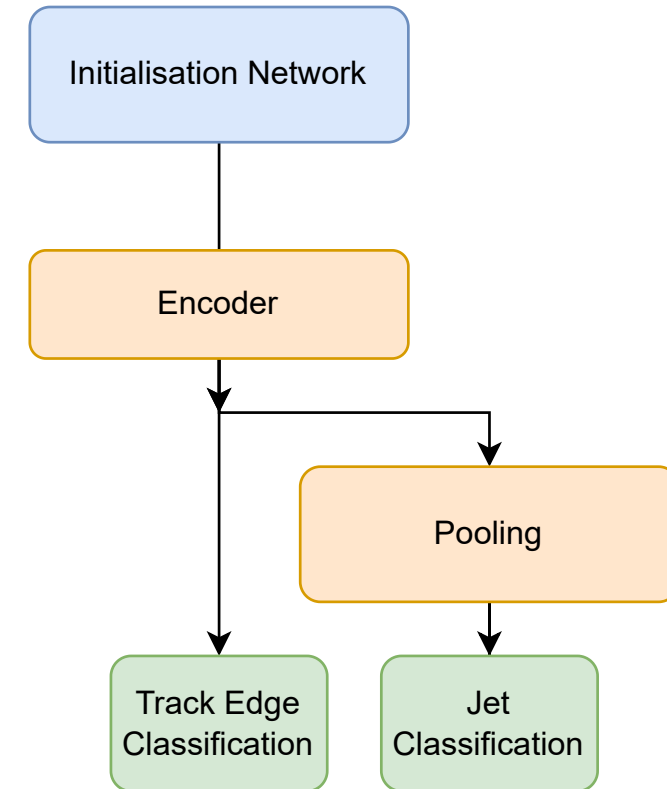 Initialisation Network
Encoder
Pooling
Track Edge
Classification
Jet
Classification